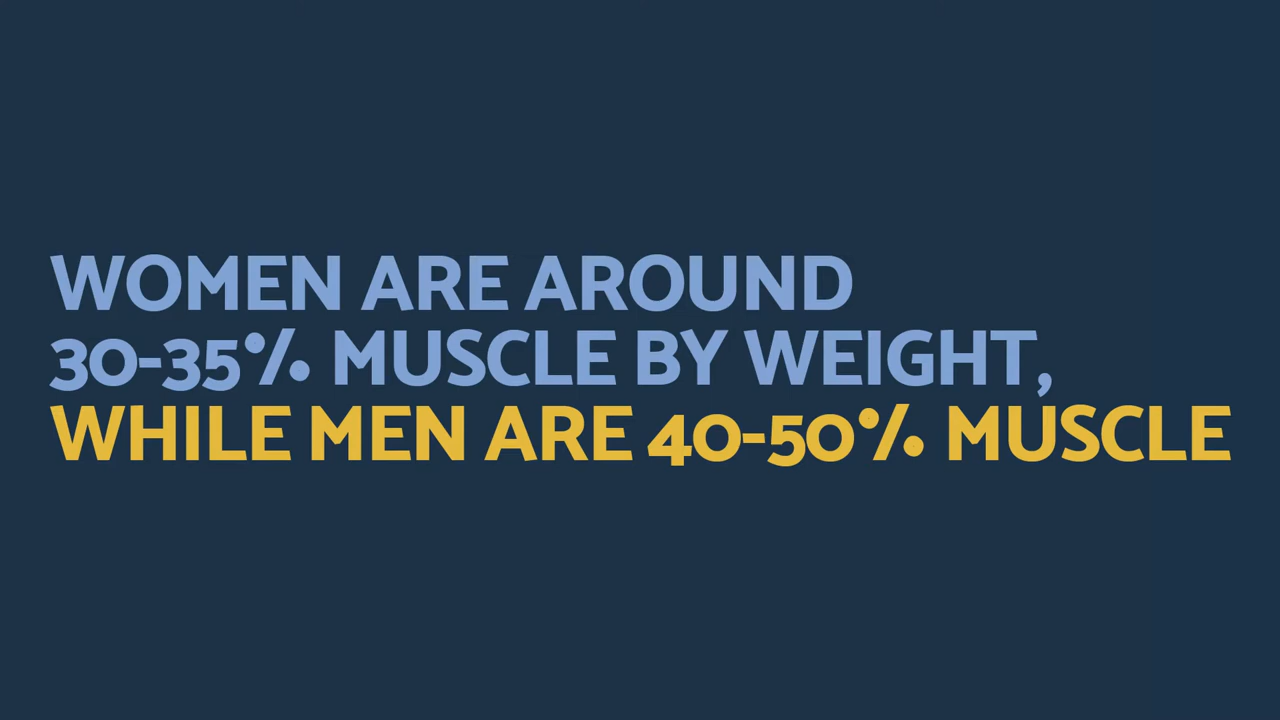 WOMEN ARE AROUND
30-35% MUSCLE BY WEIGHT,
WHILE MEN ARE 40-50% MUSCLE